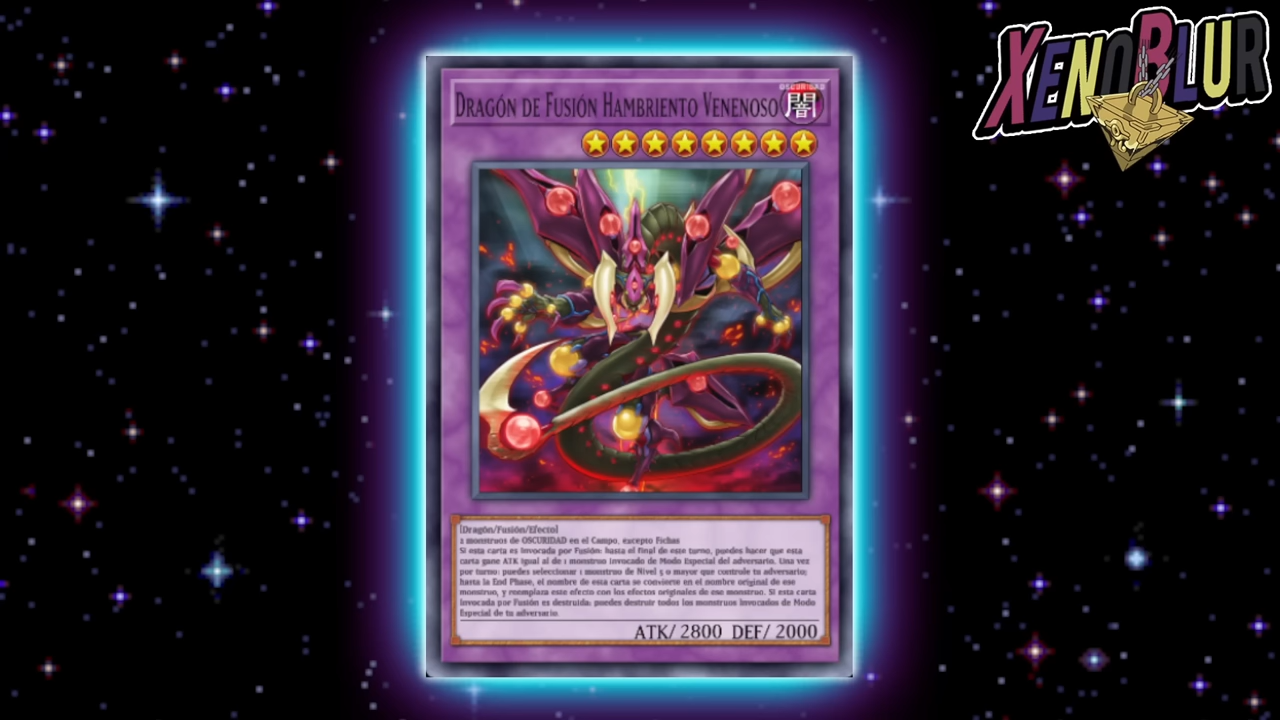 XENOBLUR
DRAGÓN DE FUSIÓN HAMBRIENTO VENENOSO
OSCURIDAD
闇
[Dragón/Fusión/Efecto]
2 monstruos de OSCURIDAD en el Campo, excepto Fichas
Si esta carta es Invocada por Fusión: hasta el final de este turno, puedes hacer que esta
carta gane ATK igual al de 1 monstruo invocado de Modo Especial del adversario. Una vez
por turno: puedes seleccionar 1 monstruo de Nivel 5 o mayor que controle tu adversario;
hasta la End Phase, el nombre de esta carta se convierte en el nombre original de ese
monstruo, y reemplaza este efecto con los efectos originales de ese monstruo. Si esta carta
Invocada por Fusión es destruida: puedes destruir todos los monstruos Invocados de Modo
Especial de tu adversario.
ATK/ 2800 DEF/ 2000